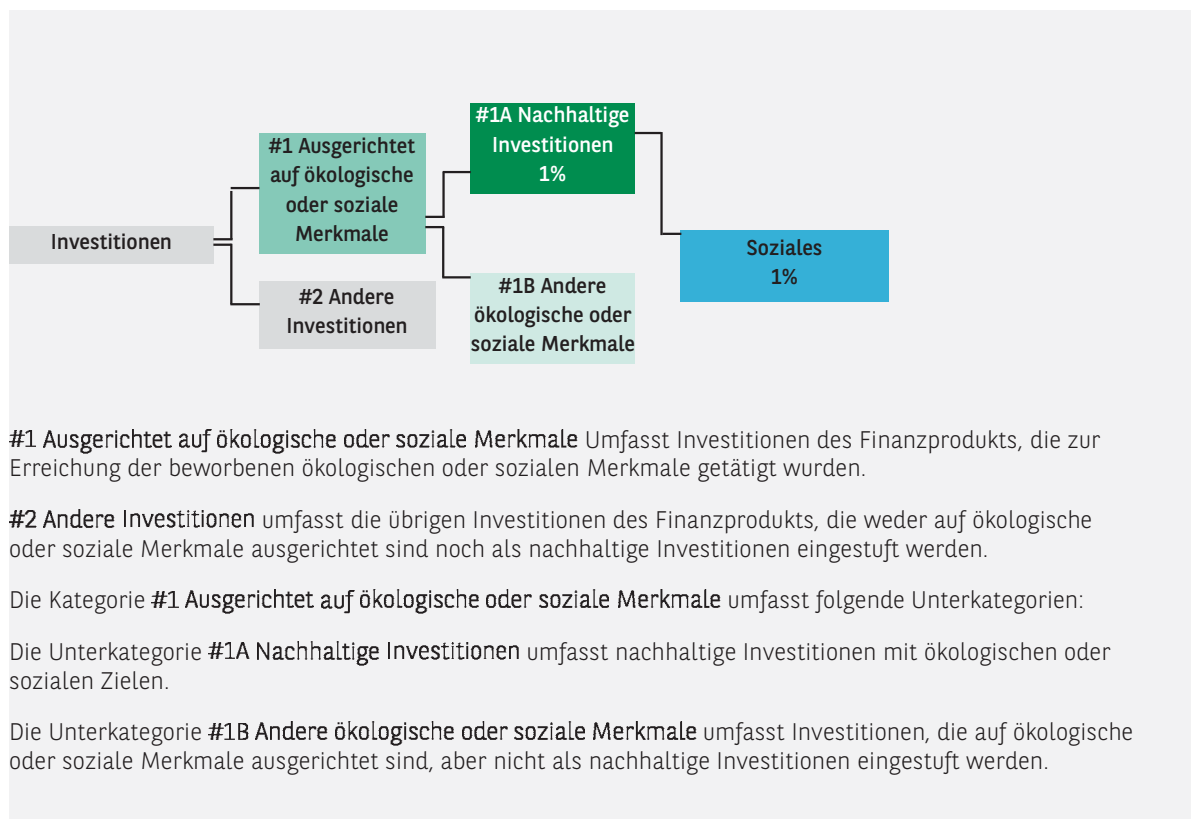 #1A Nachhaltige
Investitionen
1%
#1 Ausgerichtet
auf ökologische
oder soziale
Merkmale
Investitionen
Soziales
1%
#2 Andere
Investitionen
#1B Andere
ökologische oder
soziale Merkmale
#1 Ausgerichtet auf ökologische oder soziale Merkmale Umfasst Investitionen des Finanzprodukts, die zur
Erreichung der beworbenen ökologischen oder sozialen Merkmale getätigt wurden.
#2 Andere Investitionen umfasst die übrigen Investitionen des Finanzprodukts, die weder auf ökologische
oder soziale Merkmale ausgerichtet sind noch als nachhaltige Investitionen eingestuft werden.
Die Kategorie #1 Ausgerichtet auf ökologische oder soziale Merkmale umfasst folgende Unterkategorien:
Die Unterkategorie #1A Nachhaltige Investitionen umfasst nachhaltige Investitionen mit ökologischen oder
sozialen Zielen.
Die Unterkategorie #1B Andere ökologische oder soziale Merkmale umfasst Investitionen, die auf ökologische
oder soziale Merkmale ausgerichtet sind, aber nicht als nachhaltige Investitionen eingestuft werden.